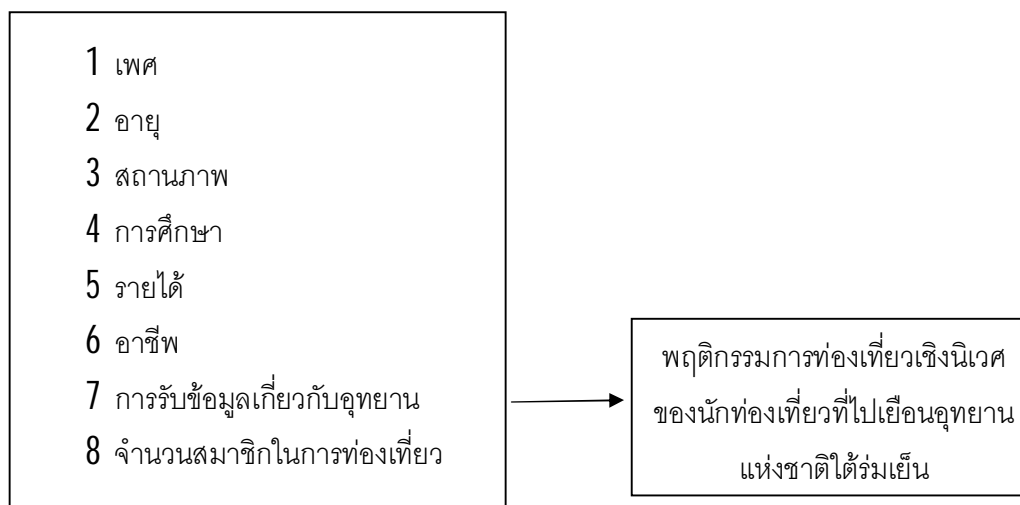 1 เพศ
2 อายุ
3 สถานภาพ
4 การศึกษา
5 รายได้
6 อาชีพ
7 การรับข้อมูลเกี่ยวกับอุทยาน
8 จำนวนสมาชิกในการท่องเที่ยว
พฤติกรรมการท่องเที่ยวเชิงนิเวศ
ของนักท่องเที่ยวที่ไปเยือนอุทยาน
แห่งชาติใต้ร่มเย็น